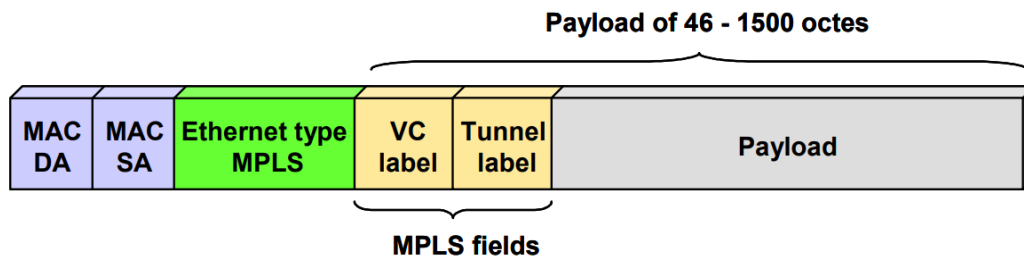 Payload of 46 - 1500 octes
MAC DA
MAC SA
Ethernet type MPLS
VC label
Tunnel label
Payload
MPLS fields